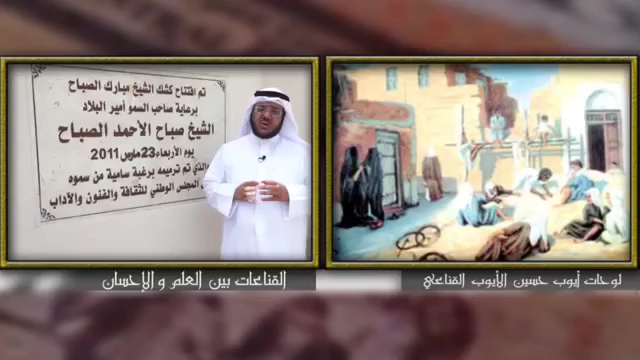 تم افتتاح كشك الشيخ مبارك الصباح
برعاية صاحب السمو أمير البلاد
الشيخ صباح الأحمد الصباح
يوم الأربعاء 23 مارس 2011
والذي تم ترميمه برغبة سامية من سموه
المجلس الوطني للثقافة والفنون والآداب
القناعات بين العلم والإحسان
لوحات أيوب حسين الأيوب القناعي